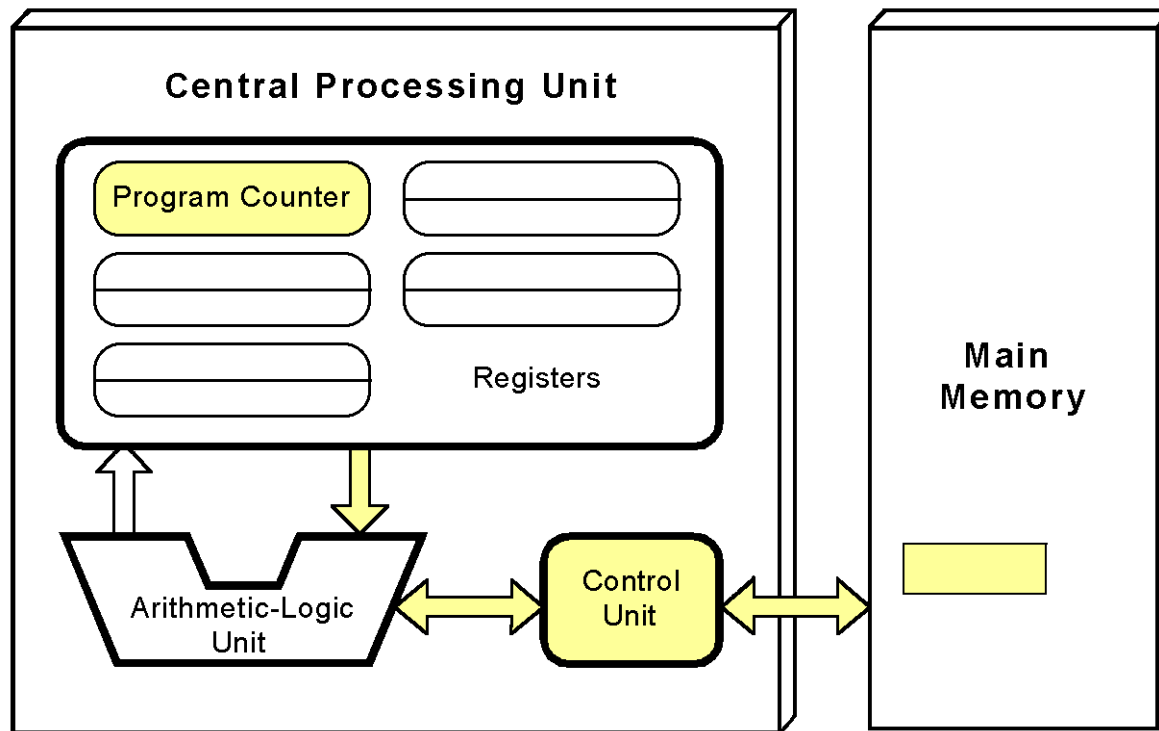 Central Processing Unit
Program Counter
Registers
Main
Memory
Arithmetic-Logic
Unit
Control
Unit